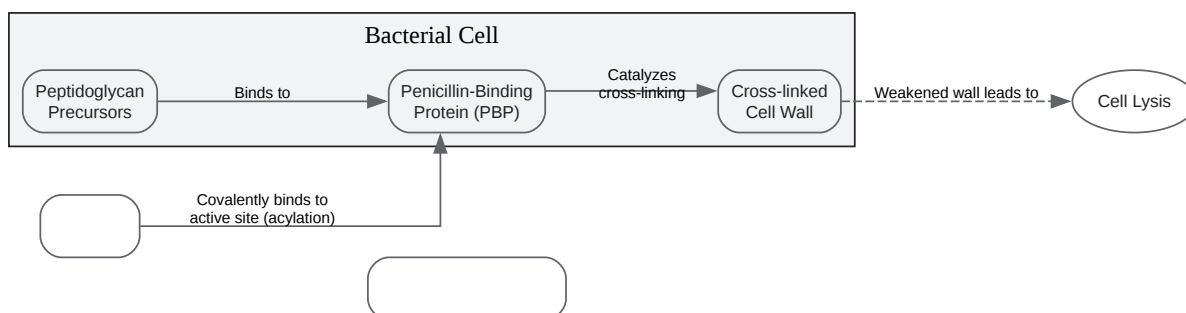 Bacterial Cell
Peptidoglycan
Precursors
Binds to
Penicillin-Binding
Protein (PBP)
Catalyzes
cross-linking
Cross-linked
Cell Wall
Weakened wall leads to
Cell Lysis
Covalently binds to
active site (acylation)